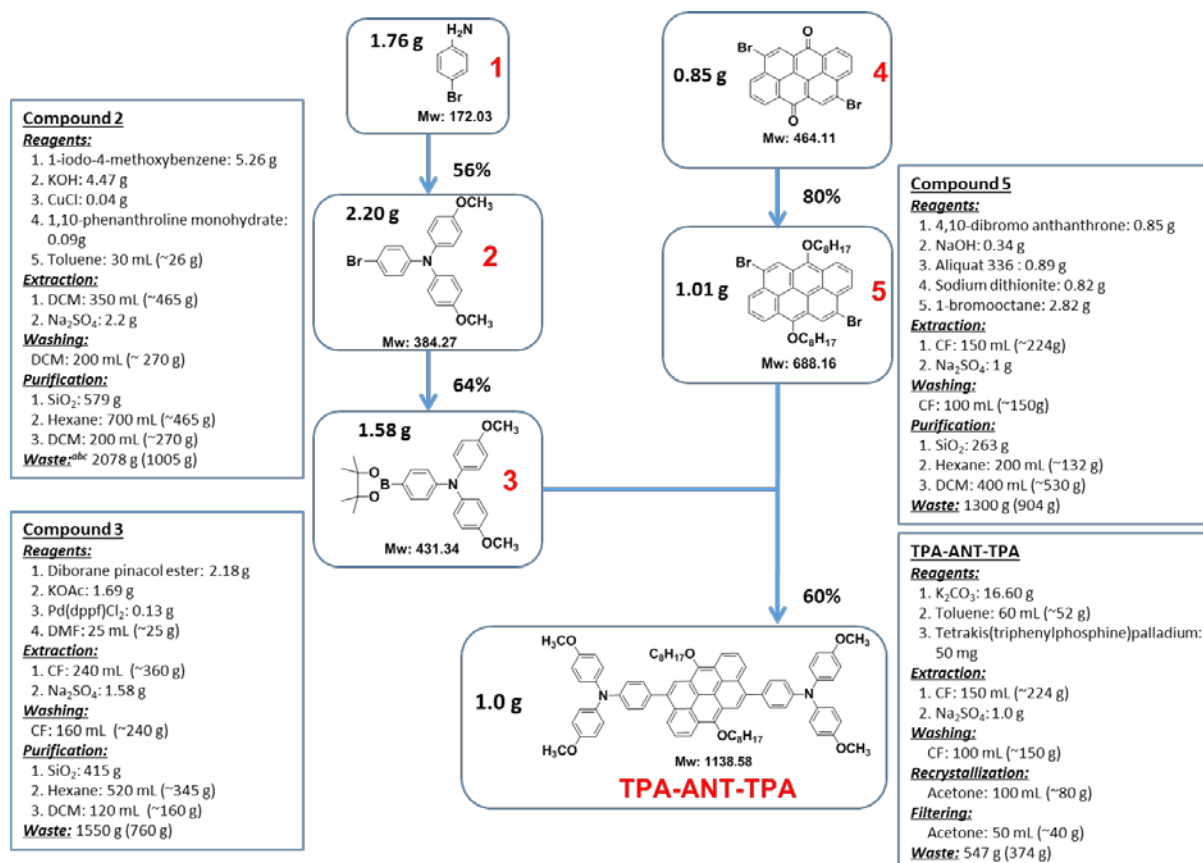 1.76 g
H₂N
Br
1
Mw: 172.03
56%
2.20 g
OCH₃
Br
N
2
OCH₃
Mw: 384.27
64%
1.58 g
OCH₃
O
B
O
N
3
OCH₃
Mw: 431.34
0.85 g
O
Br
4
Br
O
Mw: 464.11
80%
OC₈H₁₇
Br
1.01 g
5
Br
OC₈H₁₇
Mw: 688.16
60%
H₃CO
OCH₃
C₈H₁₇O
N
N
1.0 g
OC₈H₁₇
H₃CO
OCH₃
Mw: 1138.58
TPA-ANT-TPA
Compound 2
Reagents:
1. 1-iodo-4-methoxybenzene: 5.26 g
2. KOH: 4.47 g
3. CuCl: 0.04 g
4. 1,10-phenanthroline monohydrate:
0.09g
5. Toluene: 30 mL (~26 g)
Extraction:
1. DCM: 350 mL (~465 g)
2. Na₂SO₄: 2.2 g
Washing:
DCM: 200 mL (~ 270 g)
Purification:
1. SiO₂: 579 g
2. Hexane: 700 mL (~465 g)
3. DCM: 200 mL (~270 g)
Waste:ᵃᵇᶜ 2078 g (1005 g)
Compound 3
Reagents:
1. Diborane pinacol ester: 2.18 g
2. KOAc: 1.69 g
3. Pd(dppf)Cl₂: 0.13 g
4. DMF: 25 mL (~25 g)
Extraction:
1. CF: 240 mL (~360 g)
2. Na₂SO₄: 1.58 g
Washing:
CF: 160 mL (~240 g)
Purification:
1. SiO₂: 415 g
2. Hexane: 520 mL (~345 g)
3. DCM: 120 mL (~160 g)
Waste: 1550 g (760 g)
Compound 5
Reagents:
1. 4,10-dibromo anthanthrone: 0.85 g
2. NaOH: 0.34 g
3. Aliquat 336 : 0.89 g
4. Sodium dithionite: 0.82 g
5. 1-bromooctane: 2.82 g
Extraction:
1. CF: 150 mL (~224g)
2. Na₂SO₄: 1 g
Washing:
CF: 100 mL (~150g)
Purification:
1. SiO₂: 263 g
2. Hexane: 200 mL (~132 g)
3. DCM: 400 mL (~530 g)
Waste: 1300 g (904 g)
TPA-ANT-TPA
Reagents:
1. K₂CO₃: 16.60 g
2. Toluene: 60 mL (~52 g)
3. Tetrakis(triphenylphosphine)palladium:
50 mg
Extraction:
1. CF: 150 mL (~224 g)
2. Na₂SO₄: 1.0 g
Washing:
CF: 100 mL (~150 g)
Recrystallization:
Acetone: 100 mL (~80 g)
Filtering:
Acetone: 50 mL (~40 g)
Waste: 547 g (374 g)